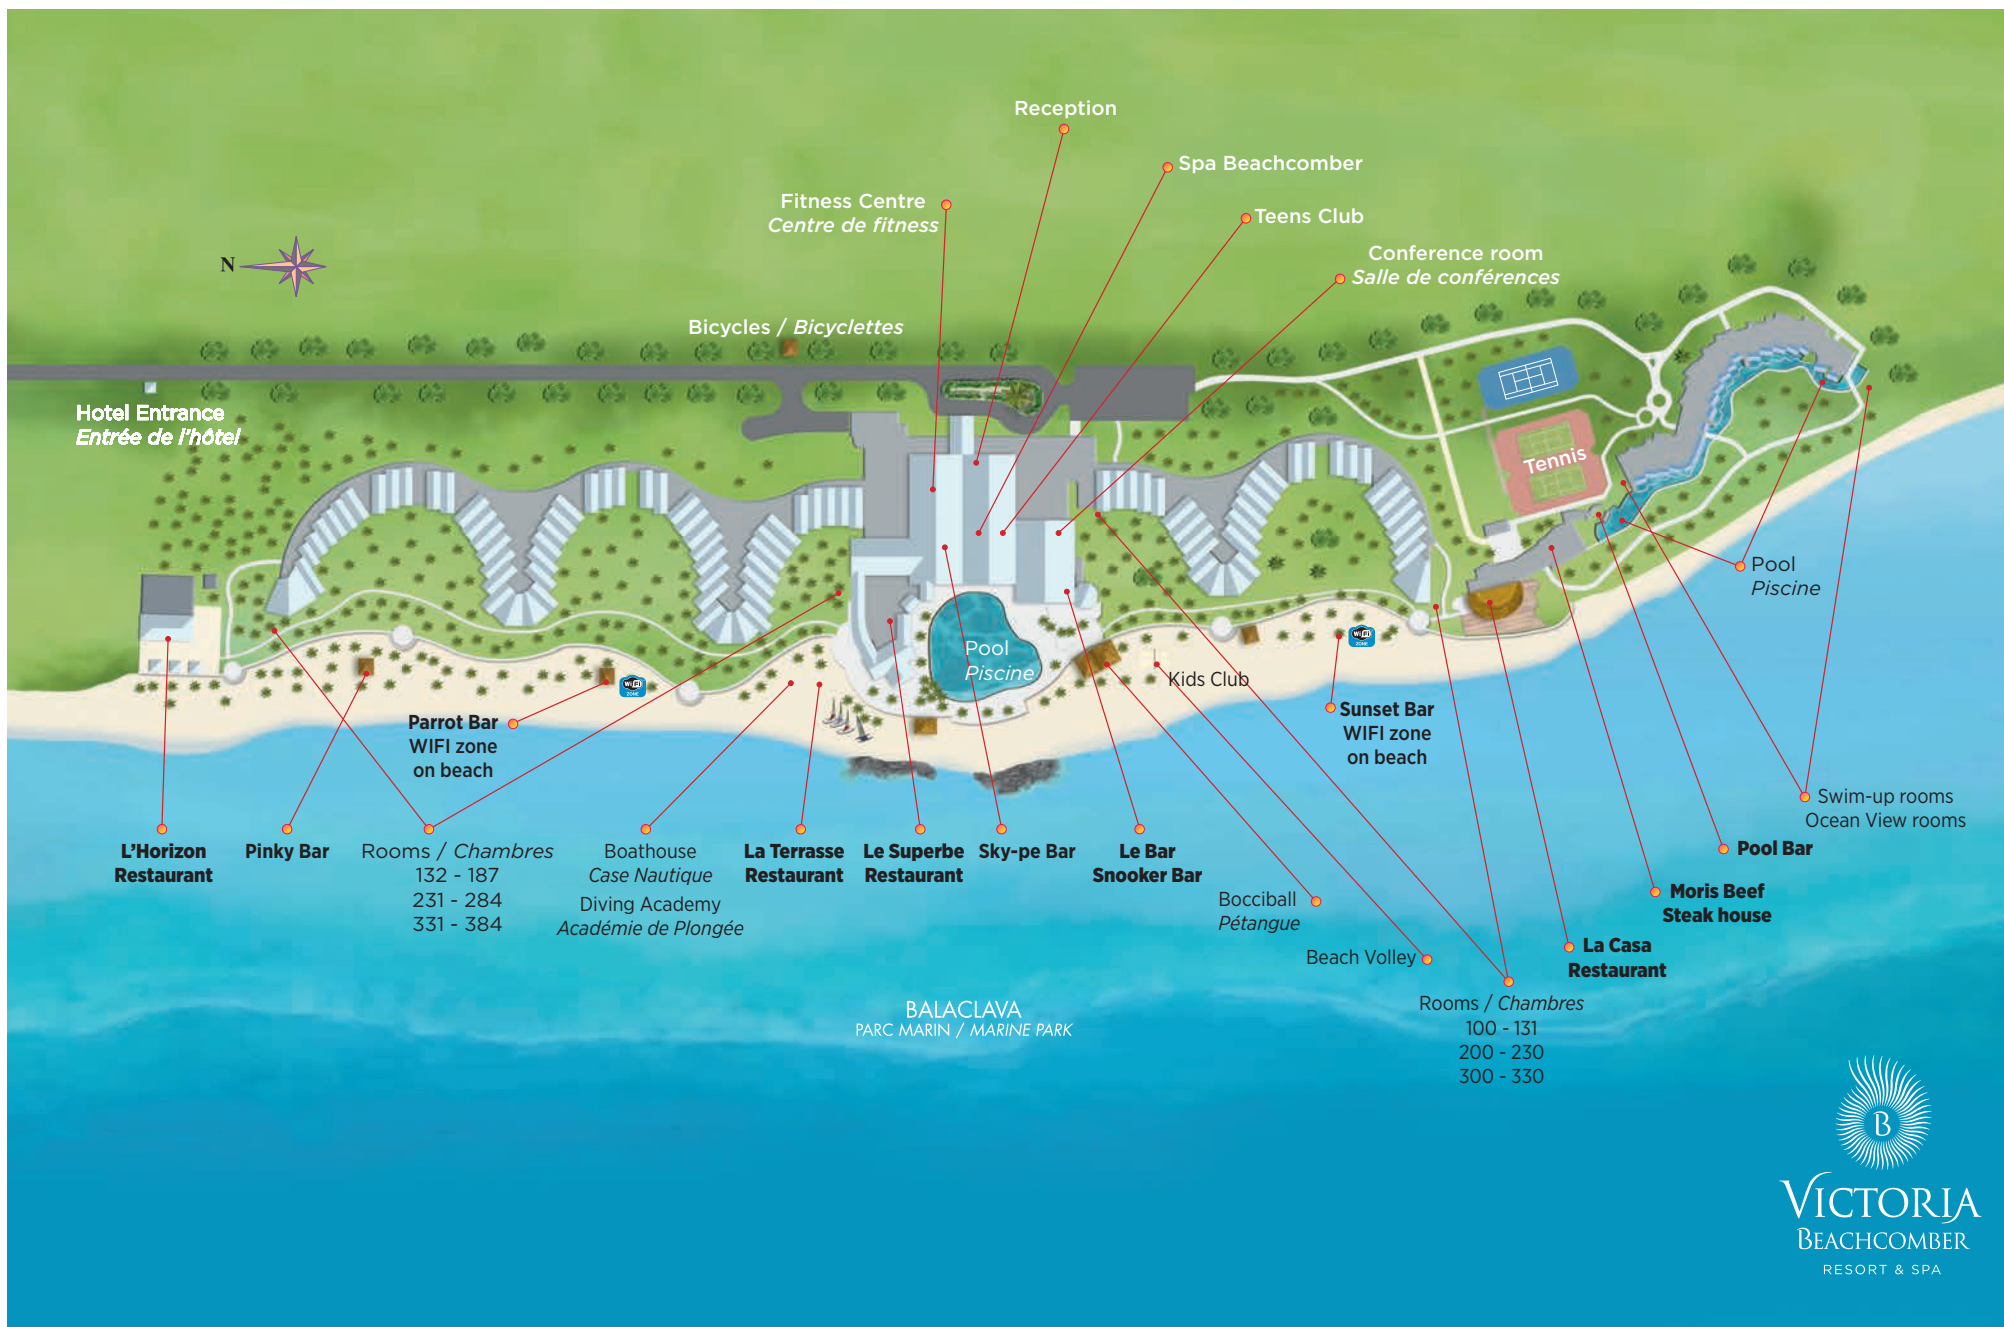 Reception
Spa Beachcomber
Fitness Centre
Centre de fitness
Teens Club
Conference room
Salle de conférences
N
Bicycles / Bicyclettes
Hotel Entrance
Entrée de l'hôtel
Tennis
Pool
Piscine
Pool
Piscine
Kids Club
WiFi
ZONE
WiFi
ZONE
Parrot Bar
WIFI zone
on beach
Sunset Bar
WIFI zone
on beach
Swim-up rooms
Ocean View rooms
L'Horizon
Restaurant
Pinky Bar
Rooms / Chambres
132 - 187
231 - 284
331 - 384
Boathouse
Case Nautique
Diving Academy
Académie de Plongée
La Terrasse
Restaurant
Le Superbe
Restaurant
Sky-pe Bar
Le Bar
Snooker Bar
Pool Bar
Bocciball
Pétangue
Moris Beef
Steak house
Beach Volley
La Casa
Restaurant
Rooms / Chambres
100 - 131
200 - 230
300 - 330
BALACLAVA
PARC MARIN / MARINE PARK
B
VICTORIA
BEACHCOMBER
RESORT & SPA